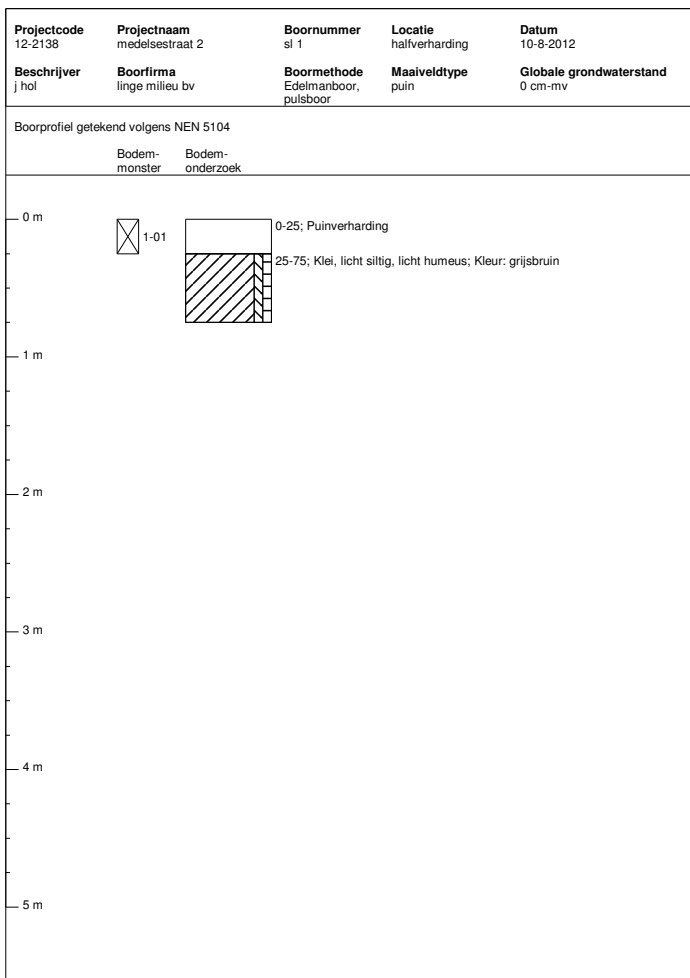 Projectcode Projectnaam Boornummer Locatie Datum
12-2138 medelsestraat 2 sl 1 halfverharding 10-8-2012
Beschrijver Boorfirma Boormethode Maaiveldtype Globale grondwaterstand
j hol linge milieu bv Edelmanboor, puin 0 cm-mv
pulsboor
Boorprofiel getekend volgens NEN 5104
Bodem- Bodem-
monster onderzoek
0 m
0-25; Puinverharding
1-01
25-75; Klei, licht siltig, licht humeus; Kleur: grijsbruin
1 m
2 m
3 m
4 m
5 m